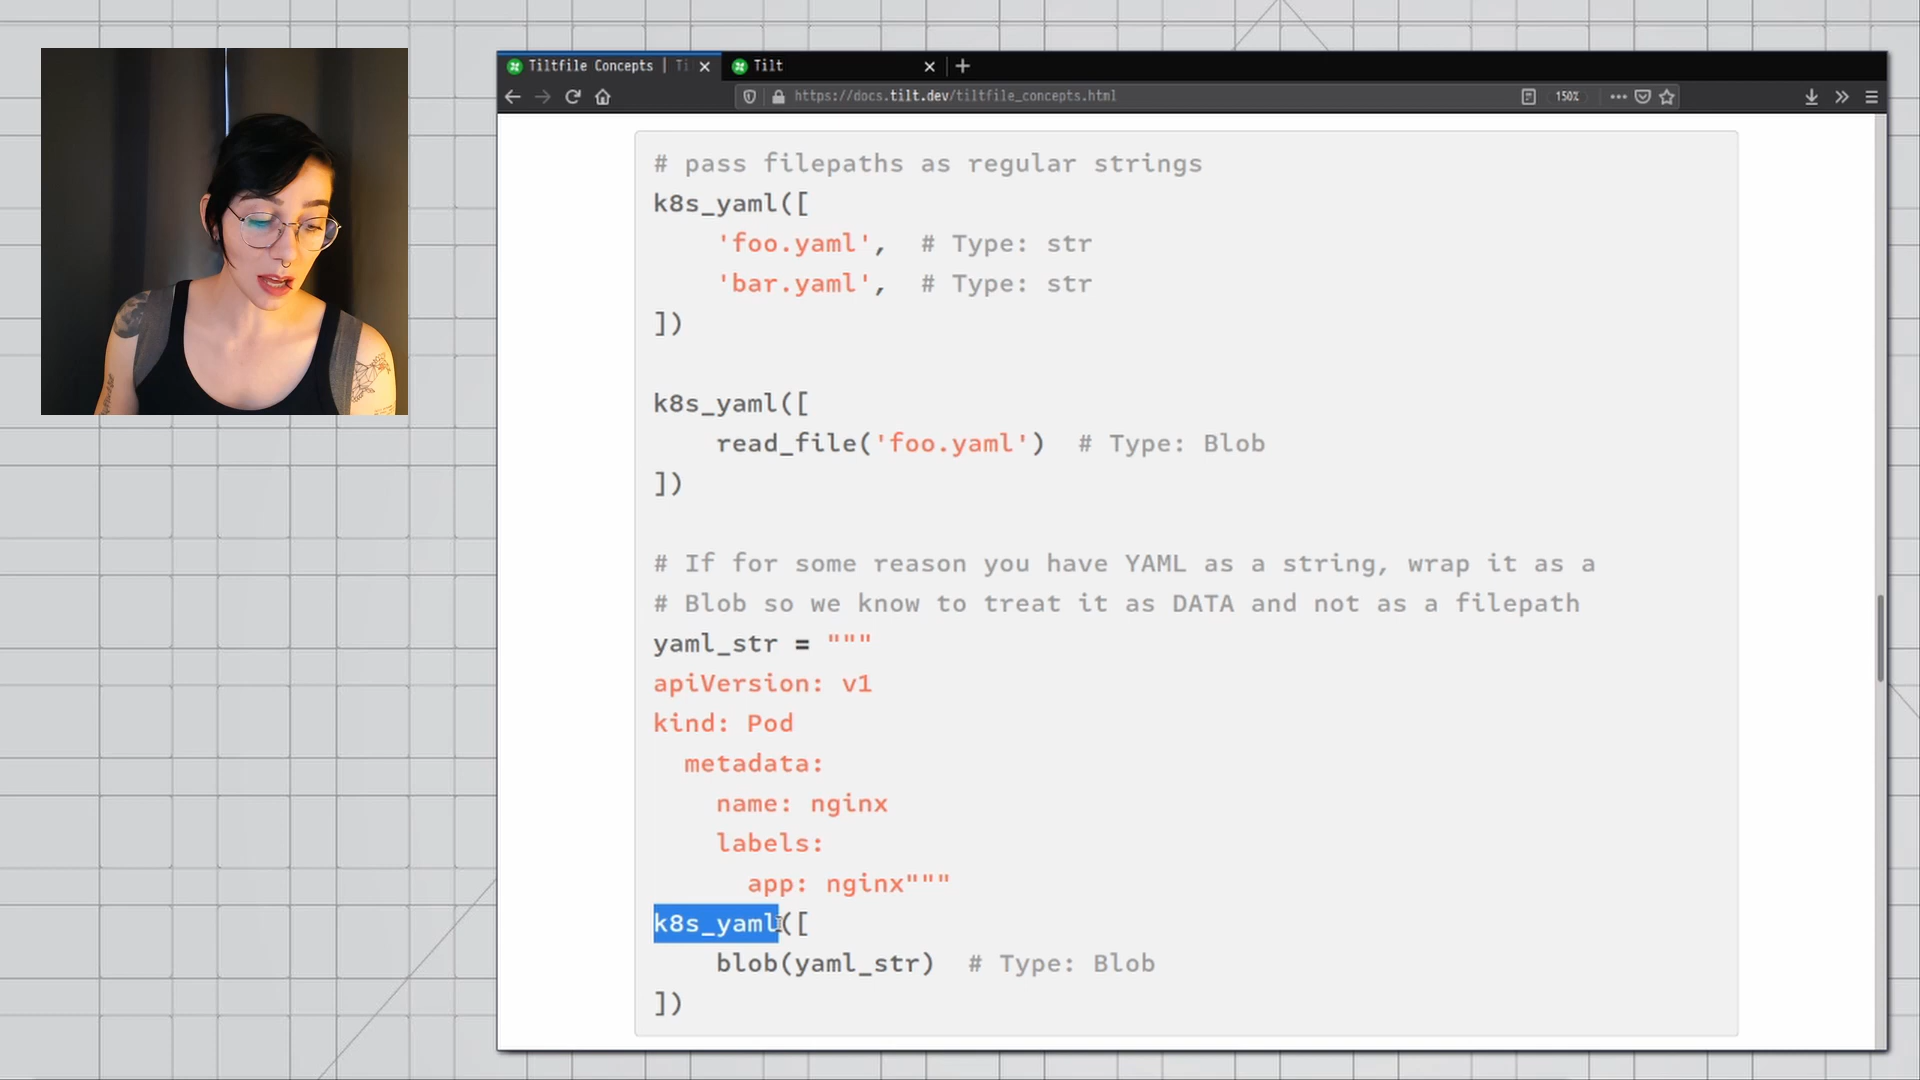 Tiltfile Concepts | Ti
Tilt
https://docs.tilt.dev/tiltfile_concepts.html
150%
# pass filepaths as regular strings
k8s_yaml([
'foo.yaml', # Type: str
'bar.yaml', # Type: str
])
k8s_yaml([
read_file('foo.yaml') # Type: Blob
])
# If for some reason you have YAML as a string, wrap it as a
# Blob so we know to treat it as DATA and not as a filepath
yaml_str = """
apiVersion: v1
kind: Pod
metadata:
name: nginx
labels:
app: nginx"""
k8s_yaml([
blob(yaml_str) # Type: Blob
])